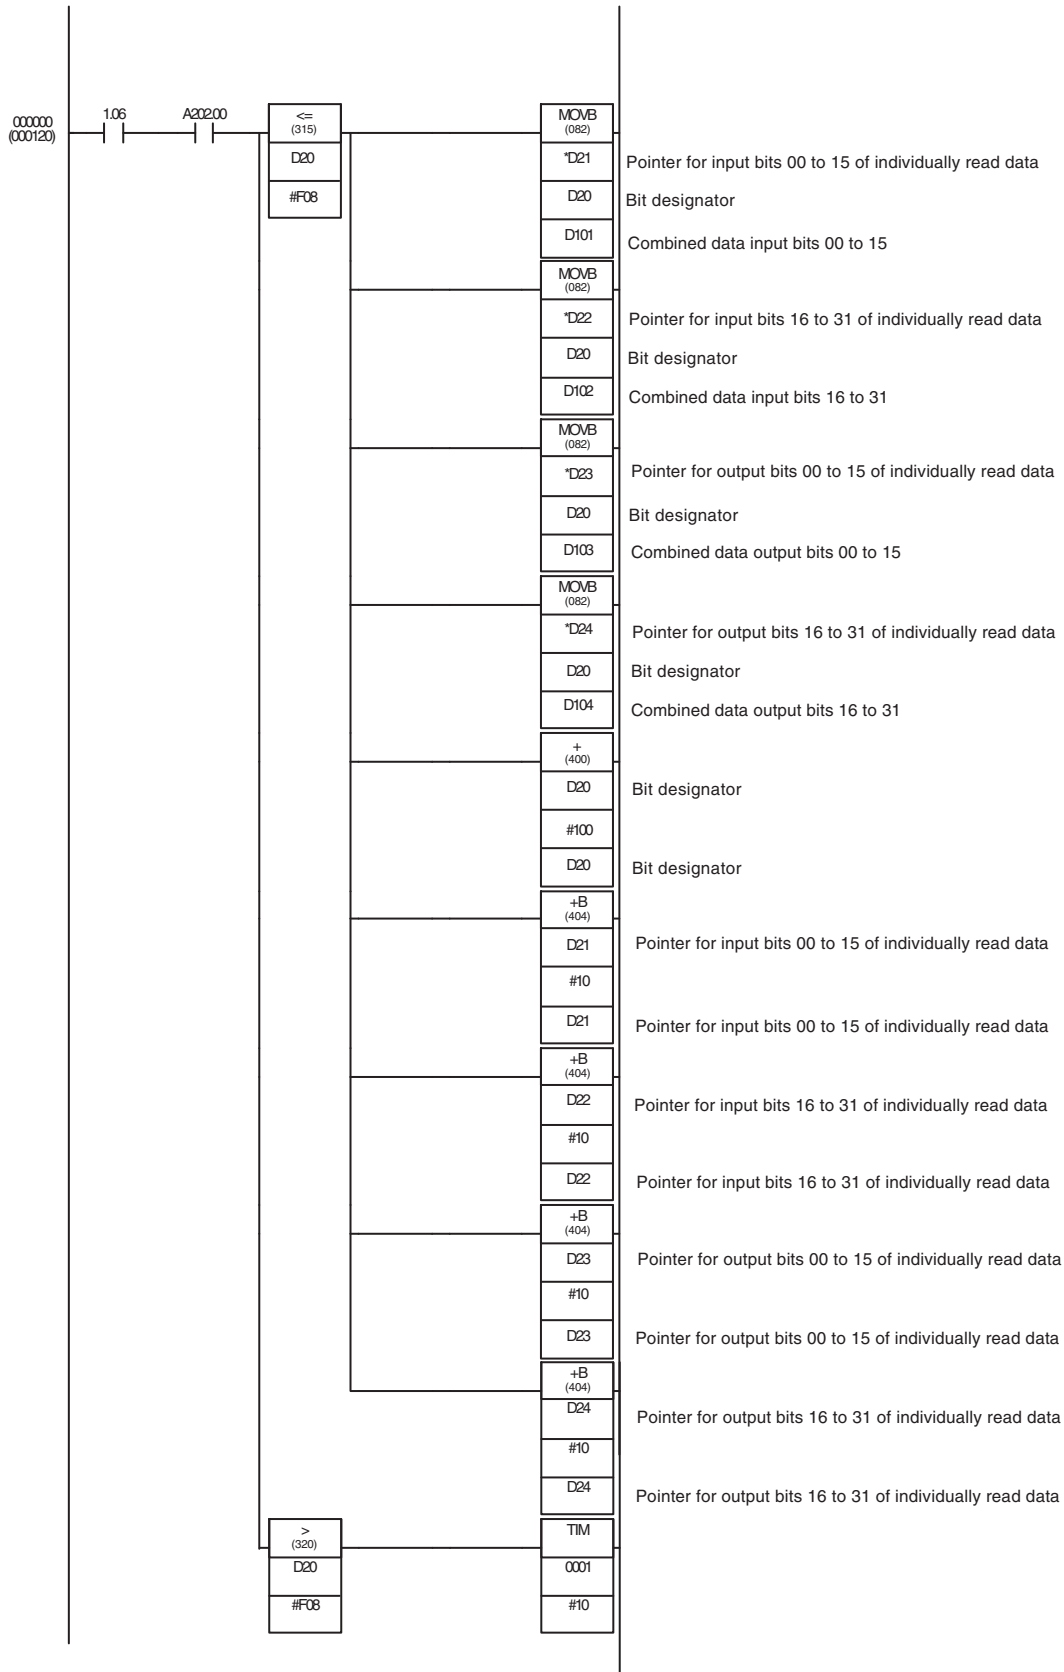 000000
(000120)
1.06
A202.00
<=
(315)
D20
#F08
MOVB
(082)
*D21 Pointer for input bits 00 to 15 of individually read data
D20 Bit designator
D101 Combined data input bits 00 to 15
MOVB
(082)
*D22 Pointer for input bits 16 to 31 of individually read data
D20 Bit designator
D102 Combined data input bits 16 to 31
MOVB
(082)
*D23 Pointer for output bits 00 to 15 of individually read data
D20 Bit designator
D103 Combined data output bits 00 to 15
MOVB
(082)
*D24 Pointer for output bits 16 to 31 of individually read data
D20 Bit designator
D104 Combined data output bits 16 to 31
+
(400)
D20 Bit designator
#100
D20 Bit designator
+B
(404)
D21 Pointer for input bits 00 to 15 of individually read data
#10
D21 Pointer for input bits 00 to 15 of individually read data
+B
(404)
D22 Pointer for input bits 16 to 31 of individually read data
#10
D22 Pointer for input bits 16 to 31 of individually read data
+B
(404)
D23 Pointer for output bits 00 to 15 of individually read data
#10
D23 Pointer for output bits 00 to 15 of individually read data
+B
(404)
D24 Pointer for output bits 16 to 31 of individually read data
#10
D24 Pointer for output bits 16 to 31 of individually read data
>
(320)
D20
#F08
TIM
0001
#10